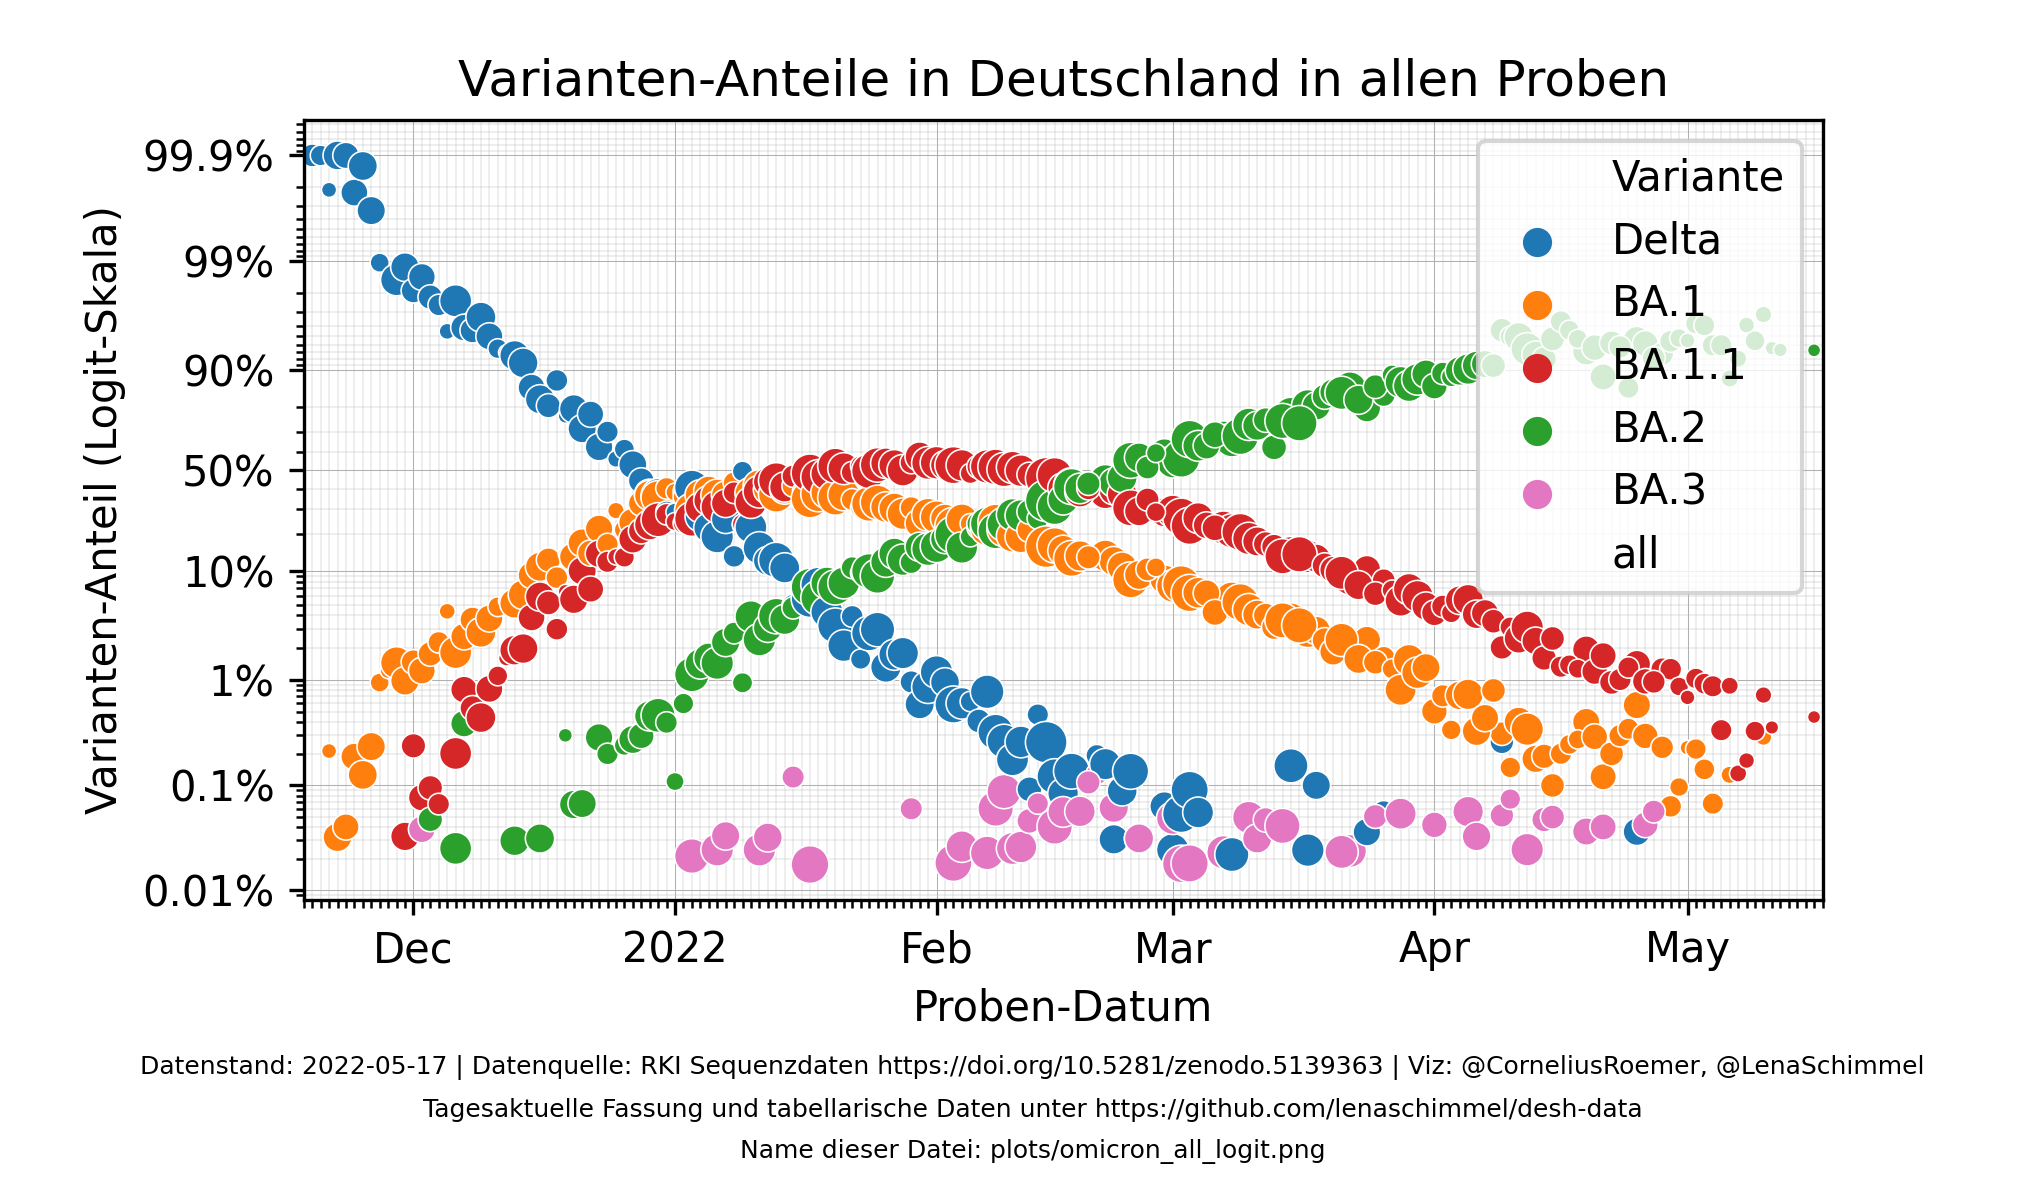 Varianten-Anteile in Deutschland in allen Proben
Varianten-Anteil (Logit-Skala)
99.9%
99%
90%
50%
10%
1%
0.1%
0.01%
Variante
Delta
BA.1
BA.1.1
BA.2
BA.3
all
Dec
2022
Feb
Mar
Apr
May
Proben-Datum
Datenstand: 2022-05-17 | Datenquelle: RKI Sequenzdaten https://doi.org/10.5281/zenodo.5139363 | Viz: @CorneliusRoemer, @LenaSchimmel
Tagesaktuelle Fassung und tabellarische Daten unter https://github.com/lenaschimmel/desh-data
Name dieser Datei: plots/omicron_all_logit.png